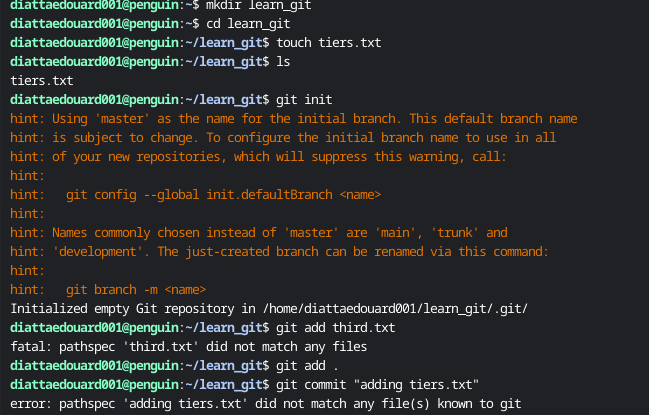 diattaedouard001@penguin:~$ mkdir learn_git
diattaedouard001@penguin:~$ cd learn_git
diattaedouard001@penguin:~/learn_git$ touch tiers.txt
diattaedouard001@penguin:~/learn_git$ ls
tiers.txt
diattaedouard001@penguin:~/learn_git$ git init
hint: Using 'master' as the name for the initial branch. This default branch name
hint: is subject to change. To configure the initial branch name to use in all
hint: of your new repositories, which will suppress this warning, call:
hint:
hint:   git config --global init.defaultBranch <name>
hint:
hint: Names commonly chosen instead of 'master' are 'main', 'trunk' and
hint: 'development'. The just-created branch can be renamed via this command:
hint:
hint:   git branch -m <name>
Initialized empty Git repository in /home/diattaedouard001/learn_git/.git/
diattaedouard001@penguin:~/learn_git$ git add third.txt
fatal: pathspec 'third.txt' did not match any files
diattaedouard001@penguin:~/learn_git$ git add .
diattaedouard001@penguin:~/learn_git$ git commit "adding tiers.txt"
error: pathspec 'adding tiers.txt' did not match any file(s) known to git